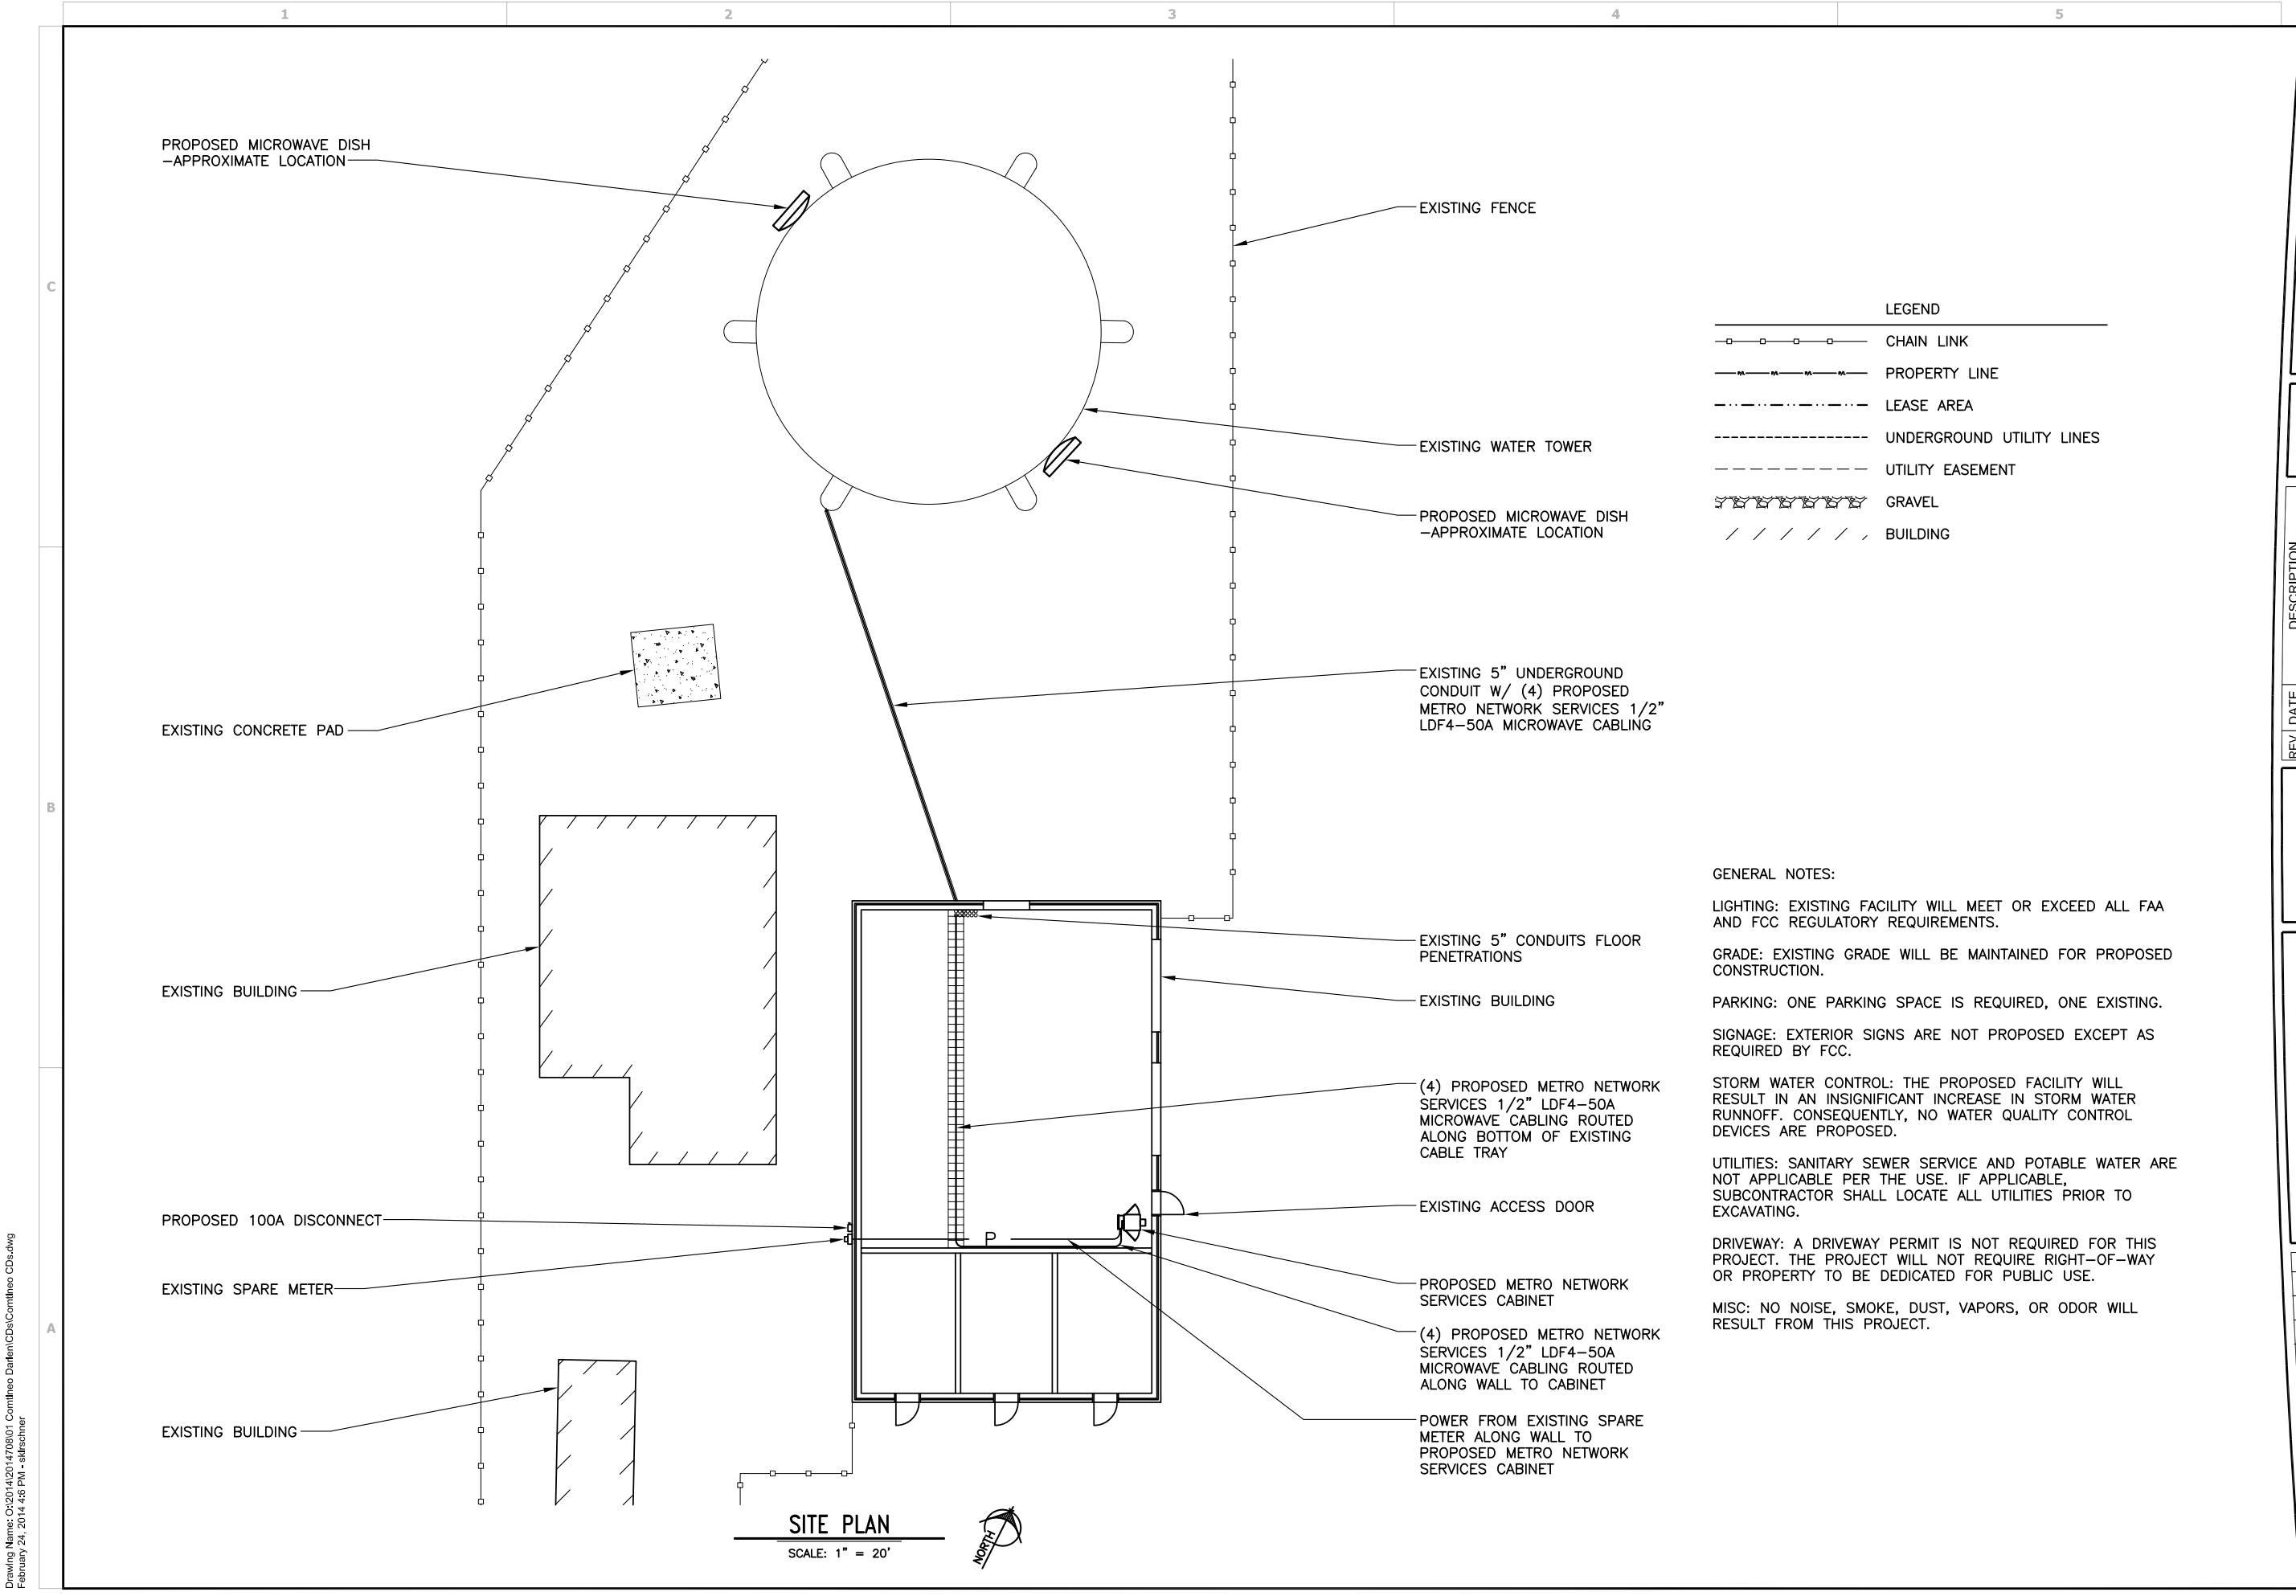 1
2
3
4
5
C
B
A
PROPOSED MICROWAVE DISH
-APPROXIMATE LOCATION
EXISTING CONCRETE PAD
EXISTING BUILDING
PROPOSED 100A DISCONNECT
EXISTING SPARE METER
EXISTING BUILDING
P
EXISTING FENCE
EXISTING WATER TOWER
PROPOSED MICROWAVE DISH
-APPROXIMATE LOCATION
EXISTING 5" UNDERGROUND
CONDUIT W/ (4) PROPOSED
METRO NETWORK SERVICES 1/2"
LDF4-50A MICROWAVE CABLING
EXISTING 5" CONDUITS FLOOR
PENETRATIONS
EXISTING BUILDING
(4) PROPOSED METRO NETWORK
SERVICES 1/2" LDF4-50A
MICROWAVE CABLING ROUTED
ALONG BOTTOM OF EXISTING
CABLE TRAY
EXISTING ACCESS DOOR
PROPOSED METRO NETWORK
SERVICES CABINET
(4) PROPOSED METRO NETWORK
SERVICES 1/2" LDF4-50A
MICROWAVE CABLING ROUTED
ALONG WALL TO CABINET
POWER FROM EXISTING SPARE
METER ALONG WALL TO
PROPOSED METRO NETWORK
SERVICES CABINET
LEGEND
CHAIN LINK
PROPERTY LINE
LEASE AREA
UNDERGROUND UTILITY LINES
UTILITY EASEMENT
GRAVEL
BUILDING
GENERAL NOTES:
LIGHTING: EXISTING FACILITY WILL MEET OR EXCEED ALL FAA
AND FCC REGULATORY REQUIREMENTS.
GRADE: EXISTING GRADE WILL BE MAINTAINED FOR PROPOSED
CONSTRUCTION.
PARKING: ONE PARKING SPACE IS REQUIRED, ONE EXISTING.
SIGNAGE: EXTERIOR SIGNS ARE NOT PROPOSED EXCEPT AS
REQUIRED BY FCC.
STORM WATER CONTROL: THE PROPOSED FACILITY WILL
RESULT IN AN INSIGNIFICANT INCREASE IN STORM WATER
RUNNOFF. CONSEQUENTLY, NO WATER QUALITY CONTROL
DEVICES ARE PROPOSED.
UTILITIES: SANITARY SEWER SERVICE AND POTABLE WATER ARE
NOT APPLICABLE PER THE USE. IF APPLICABLE,
SUBCONTRACTOR SHALL LOCATE ALL UTILITIES PRIOR TO
EXCAVATING.
DRIVEWAY: A DRIVEWAY PERMIT IS NOT REQUIRED FOR THIS
PROJECT. THE PROJECT WILL NOT REQUIRE RIGHT-OF-WAY
OR PROPERTY TO BE DEDICATED FOR PUBLIC USE.
MISC: NO NOISE, SMOKE, DUST, VAPORS, OR ODOR WILL
RESULT FROM THIS PROJECT.
SITE PLAN
SCALE: 1" = 20'
NORTH
REV DATE DESCRIPTION
Drawing Name:
February 24, 2014 4:6 PM -